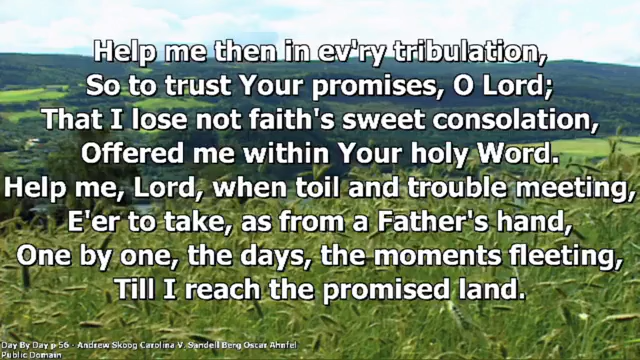 Help me then in ev'ry tribulation,
So to trust Your promises, O Lord;
That I lose not faith's sweet consolation,
Offered me within Your holy Word.
Help me, Lord, when toil and trouble meeting,
E'er to take, as from a Father's hand,
One by one, the days, the moments fleeting,
Till I reach the promised land.
Day By Day p 56 - Andrew Skoog Carolina V. Sandell Berg Oscar Ahnfel
Public Domain